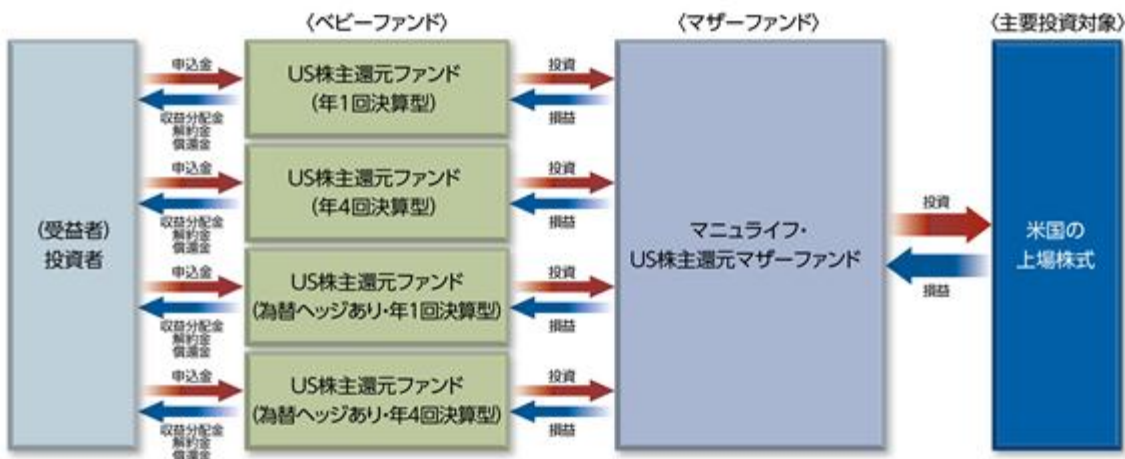 〈ベビーファンド〉
〈マザーファンド〉
〈主要投資対象〉
(受益者)
投資者
申込金
収益分配金
解約金
償還金
US株主還元ファンド
(年1回決算型)
投資
損益
申込金
収益分配金
解約金
償還金
US株主還元ファンド
(年4回決算型)
投資
損益
申込金
収益分配金
解約金
償還金
US株主還元ファンド
(為替ヘッジあり・年1回決算型)
投資
損益
申込金
収益分配金
解約金
償還金
US株主還元ファンド
(為替ヘッジあり・年4回決算型)
投資
損益
マニュライフ・
US株主還元マザーファンド
投資
損益
米国の
上場株式